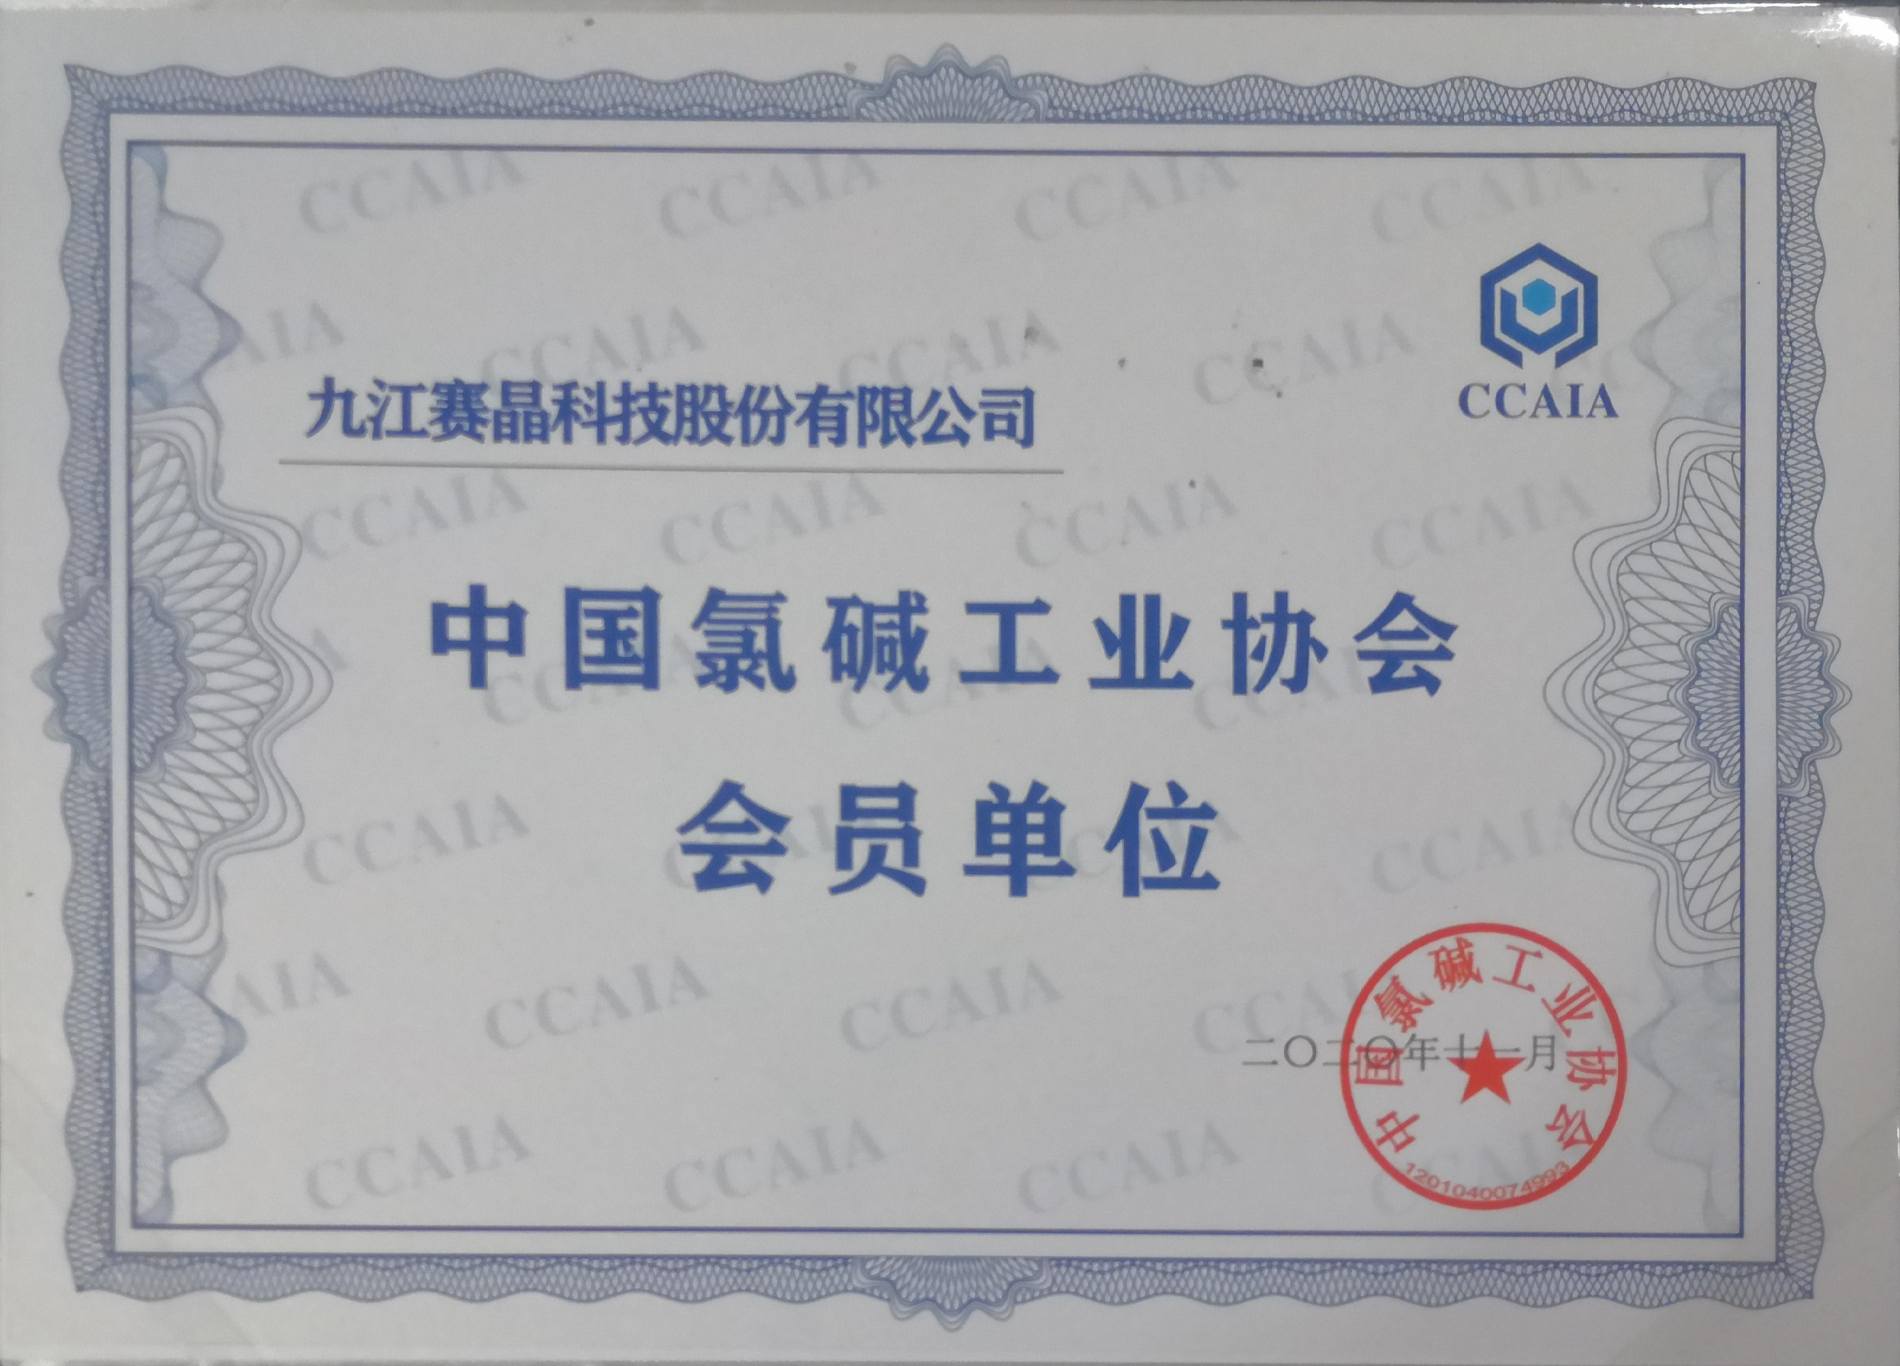 CCAIA
九江赛晶科技股份有限公司
中国氯碱工业协会
会员单位
二〇二〇年十一月
中国氯碱工业协会
1201040074993